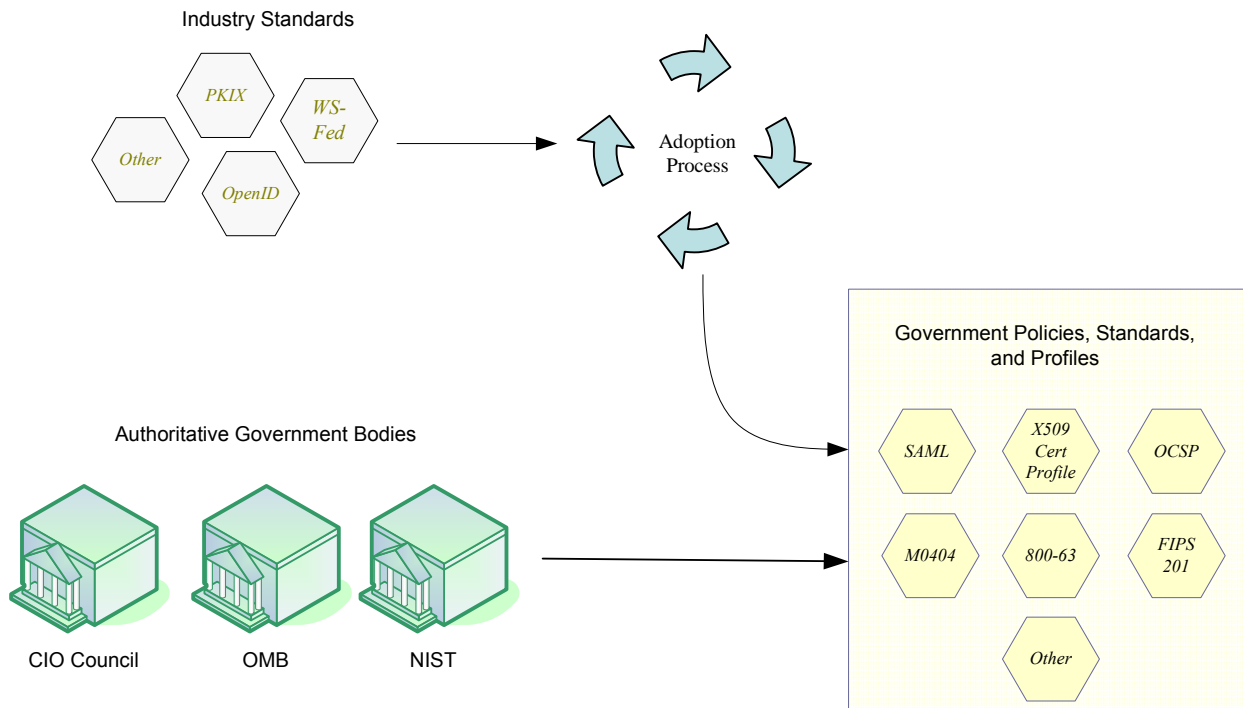 Industry Standards
PKIX
WS-
Fed
Other
OpenID
Adoption
Process
Government Policies, Standards,
and Profiles
SAML
X509
Cert
Profile
OCSP
M0404
800-63
FIPS
201
Other
Authoritative Government Bodies
CIO Council
OMB
NIST